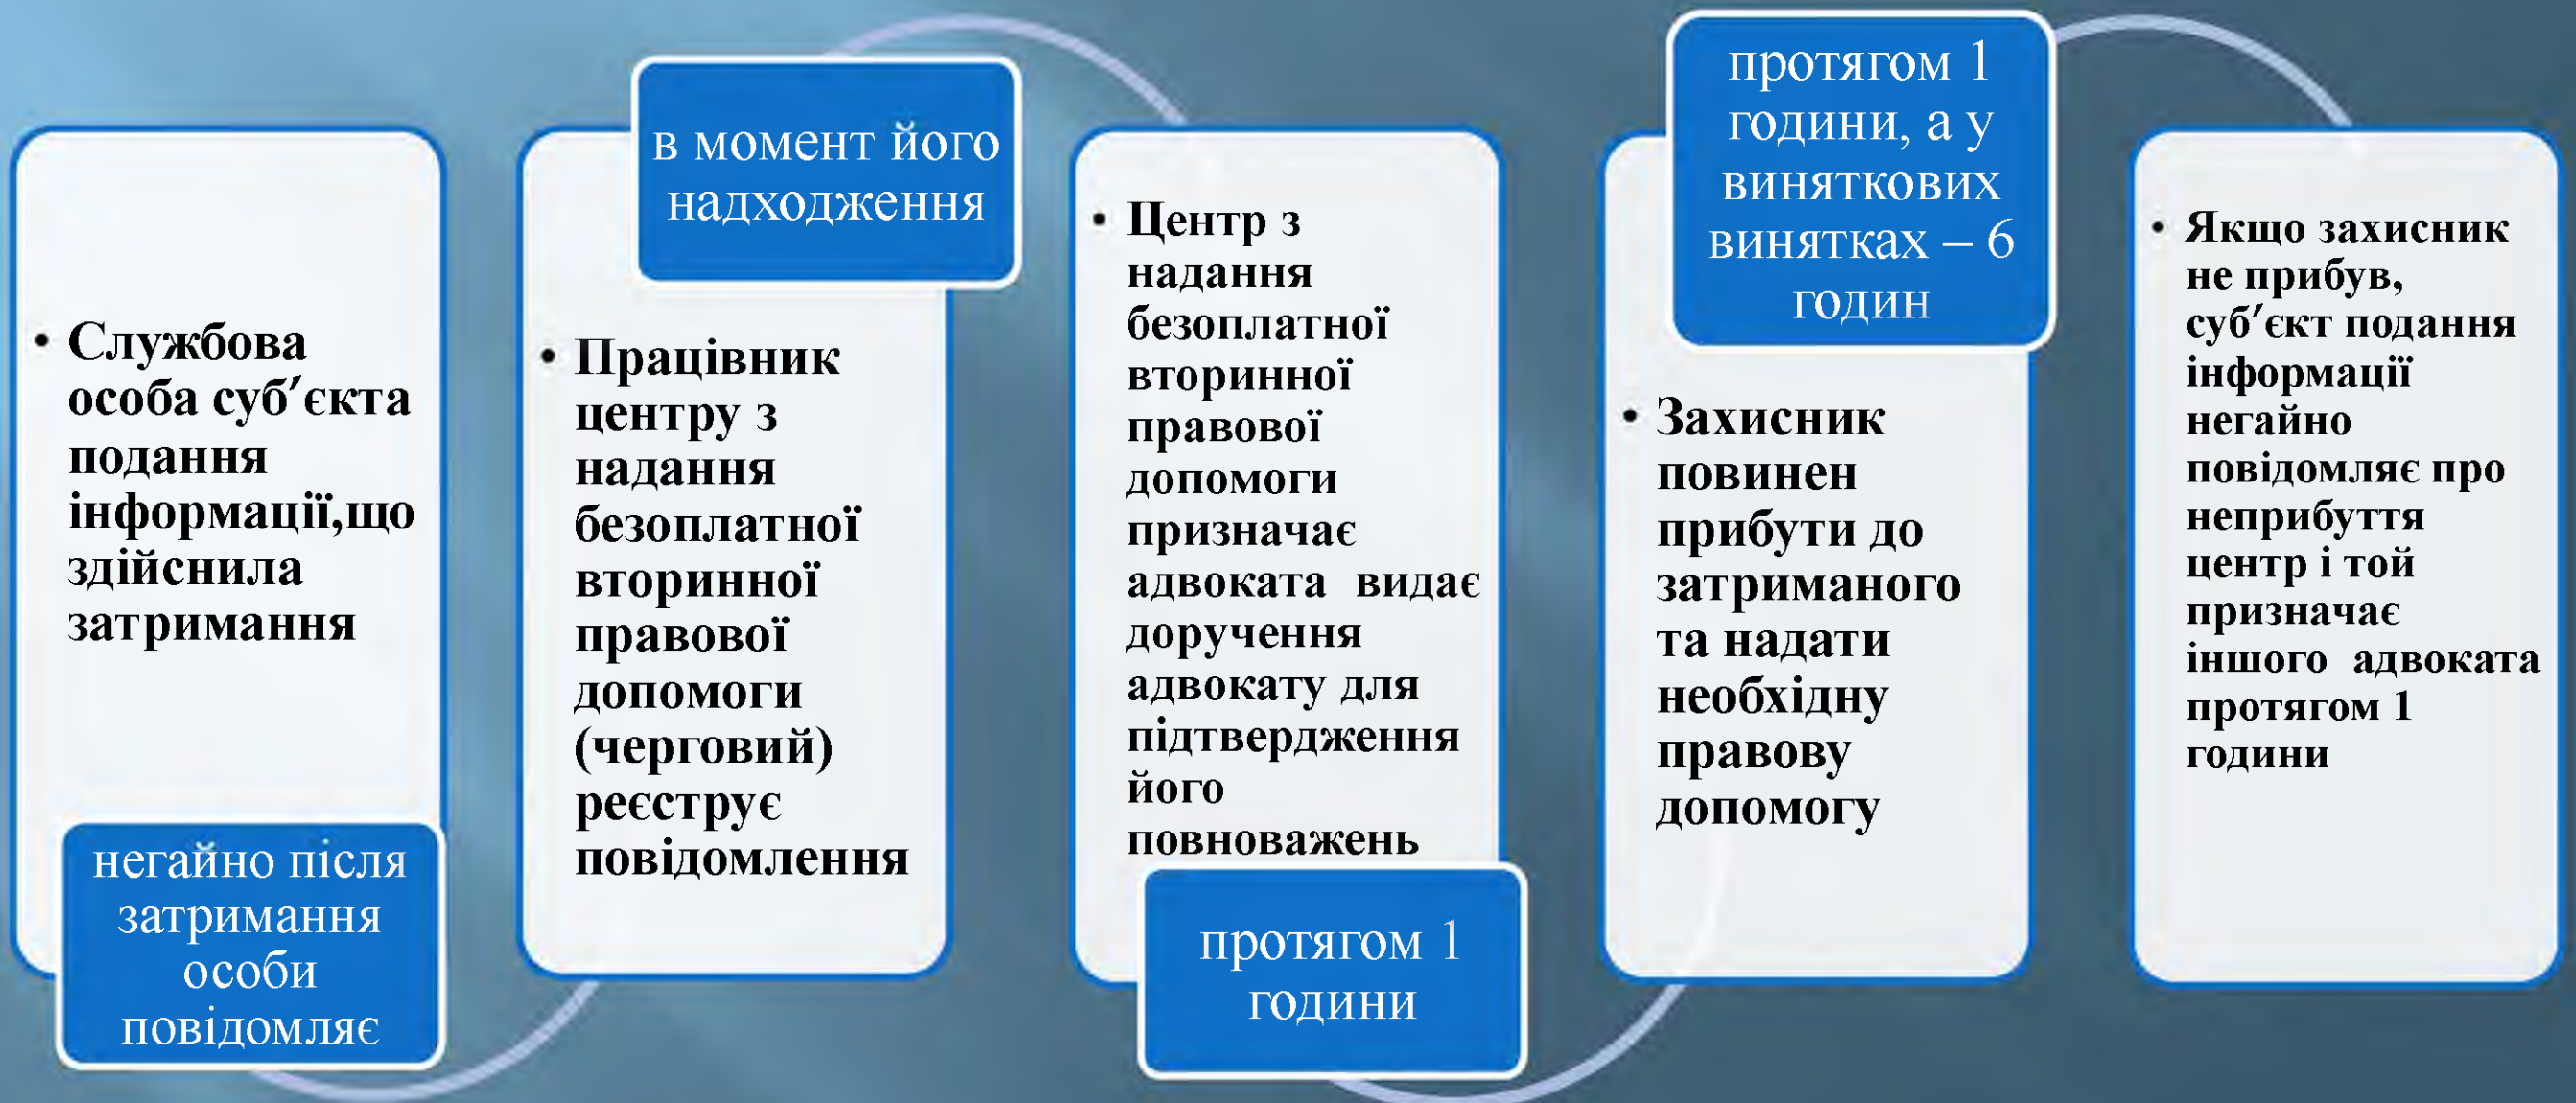 • Службова
особа суб′єкта
подання
інформації,що
здійснила
затримання
негайно після
затримання
особи
повідомляє
в момент його
надходження
• Працівник
центру з
надання
безоплатної
вторинної
правової
допомоги
(черговий)
реєструє
повідомлення
• Центр з
надання
безоплатної
вторинної
правової
допомоги
призначає
адвоката видає
доручення
адвокату для
підтвердження
його
повноважень
протягом 1
години
протягом 1
години, а у
виняткових
винятках – 6
годин
• Захисник
повинен
прибути до
затриманого
та надати
необхідну
правову
допомогу
• Якщо захисник
не прибув,
суб′єкт подання
інформації
негайно
повідомляє про
неприбуття
центр і той
призначає
іншого адвоката
протягом 1
години